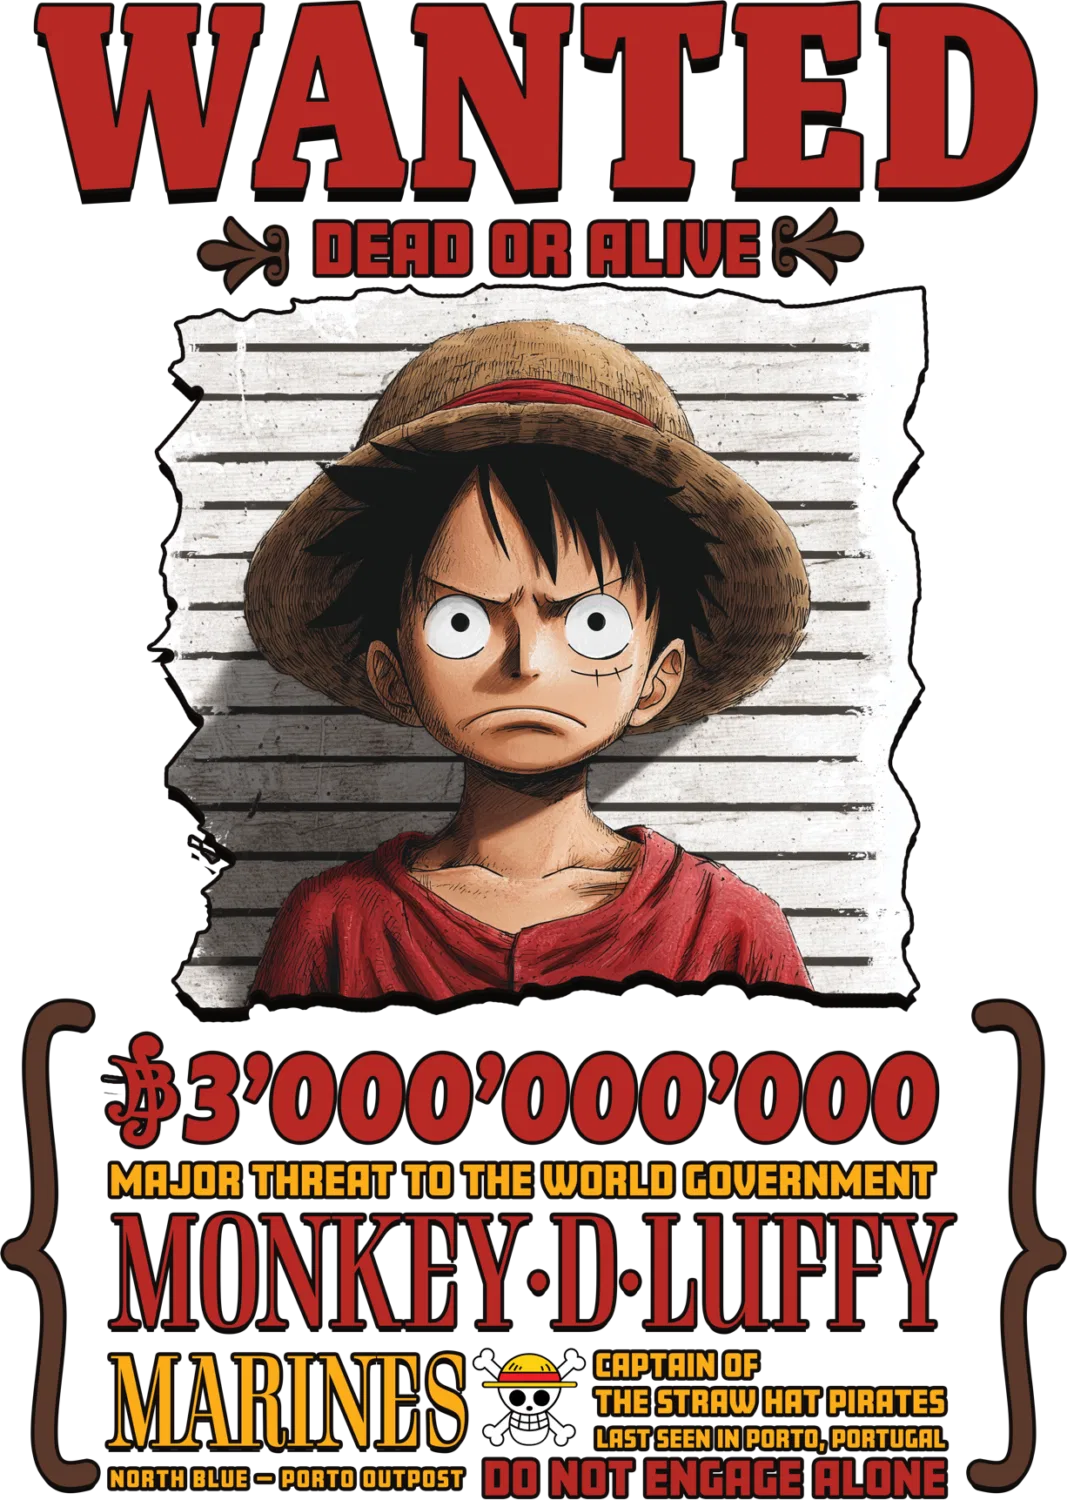 WANTED
DEAD OR ALIVE
฿3’000’000’000
MAJOR THREAT TO THE WORLD GOVERNMENT
MONKEY·D·LUFFY
MARINES
NORTH BLUE – PORTO OUTPOST
CAPTAIN OF
THE STRAW HAT PIRATES
LAST SEEN IN PORTO, PORTUGAL
DO NOT ENGAGE ALONE